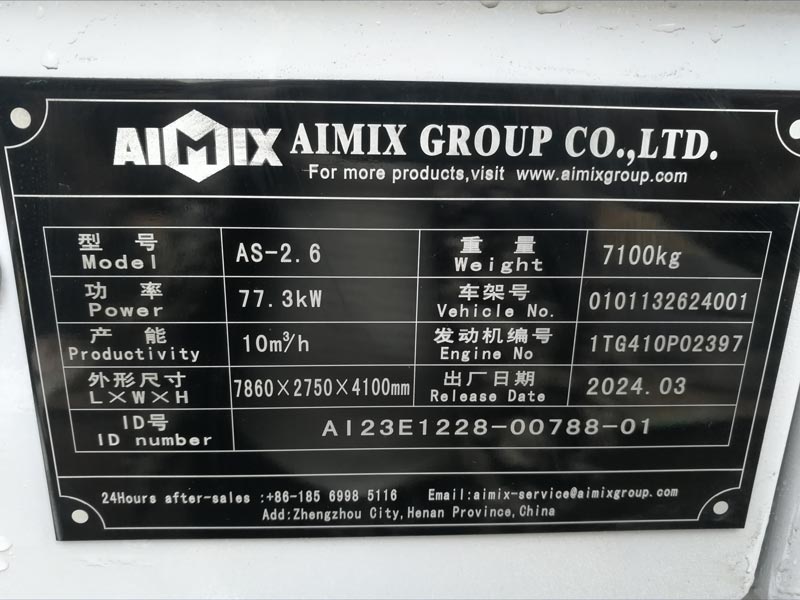 AIMIX AIMIX GROUP CO.,LTD.
For more products,visit www.aimixgroup.com
型号 AS-2.6 重量 7100kg
Model Weight
功率 77.3kW 车架号 0101132624001
Power Vehicle No.
产能 10m³/h 发动机编号 1TG410P02397
Productivity Engine No
外形尺寸 7860×2750×4100mm 出厂日期 2024.03
L×W×H Release Date
ID号 AI23E1228-00788-01
ID number
24Hours after-sales :+86-185 6998 5116 Email:aimix-service@aimixgroup.com
Add:Zhengzhou City,Henan Province,China